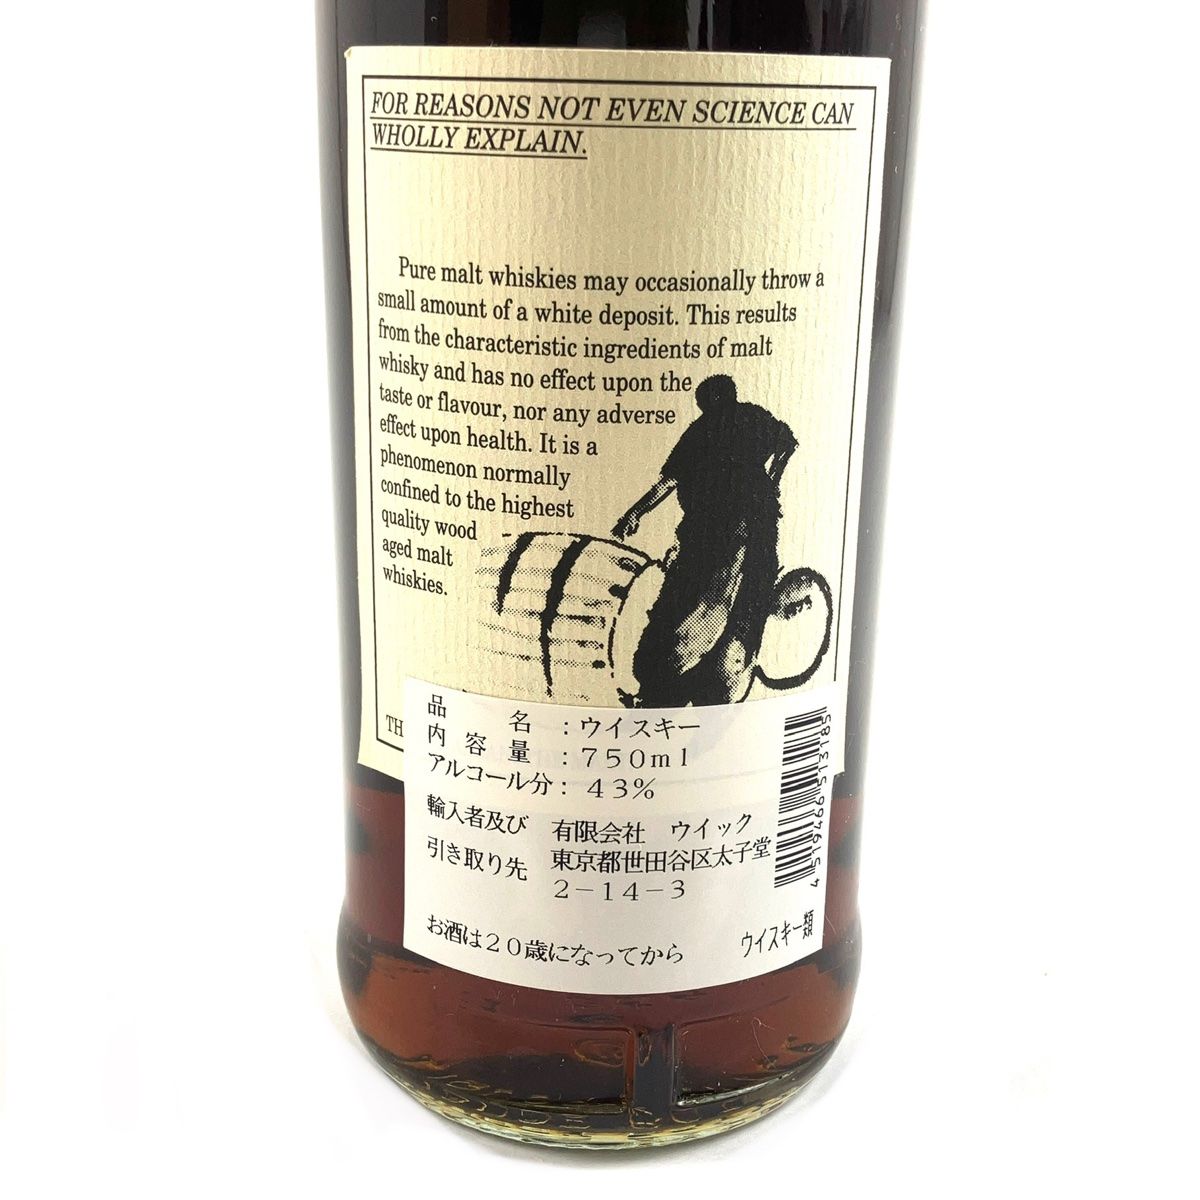 FOR REASONS NOT EVEN SCIENCE CAN
WHOLLY EXPLAIN.
Pure malt whiskies may occasionally throw a
small amount of a white deposit. This results
from the characteristic ingredients of malt
whisky and has no effect upon the
taste or flavour, nor any adverse
effect upon health. It is a
phenomenon normally
confined to the highest
quality wood
aged malt
whiskies.
品名:ウイスキー
内容量:750ml
アルコール分:43%
輸入者及び 有限会社 ウイック
引き取り先 東京都世田谷区太子堂
2-14-3
お酒は20歳になってから
ウイスキー類
4 519466 513185